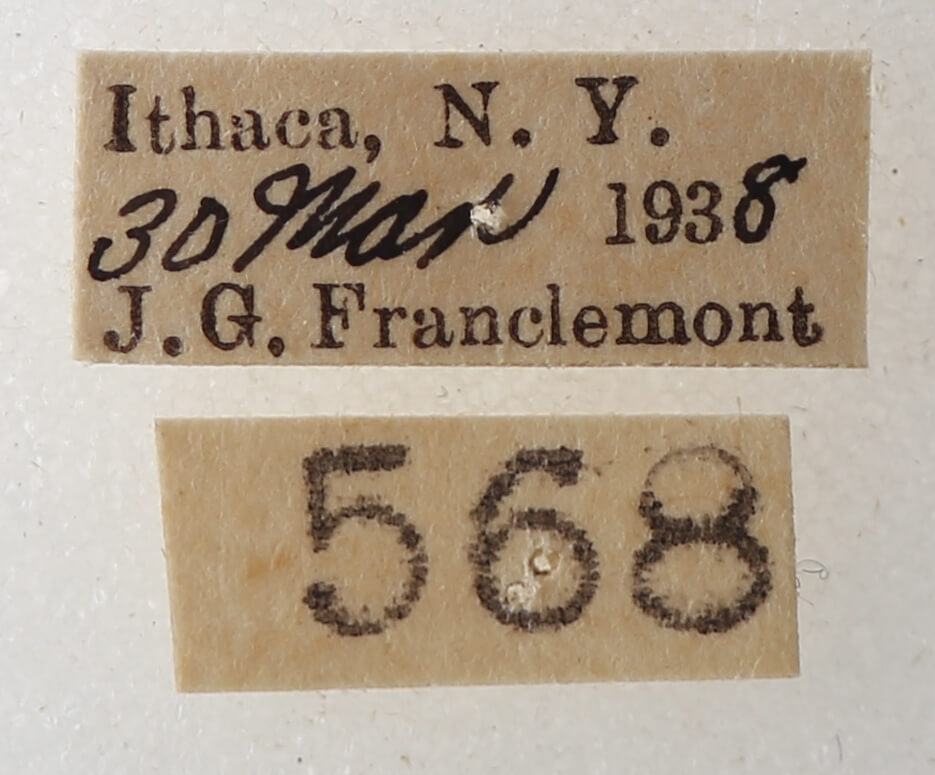 Ithaca, N. Y.
30 Mar 1938
J. G. Franclemont
568